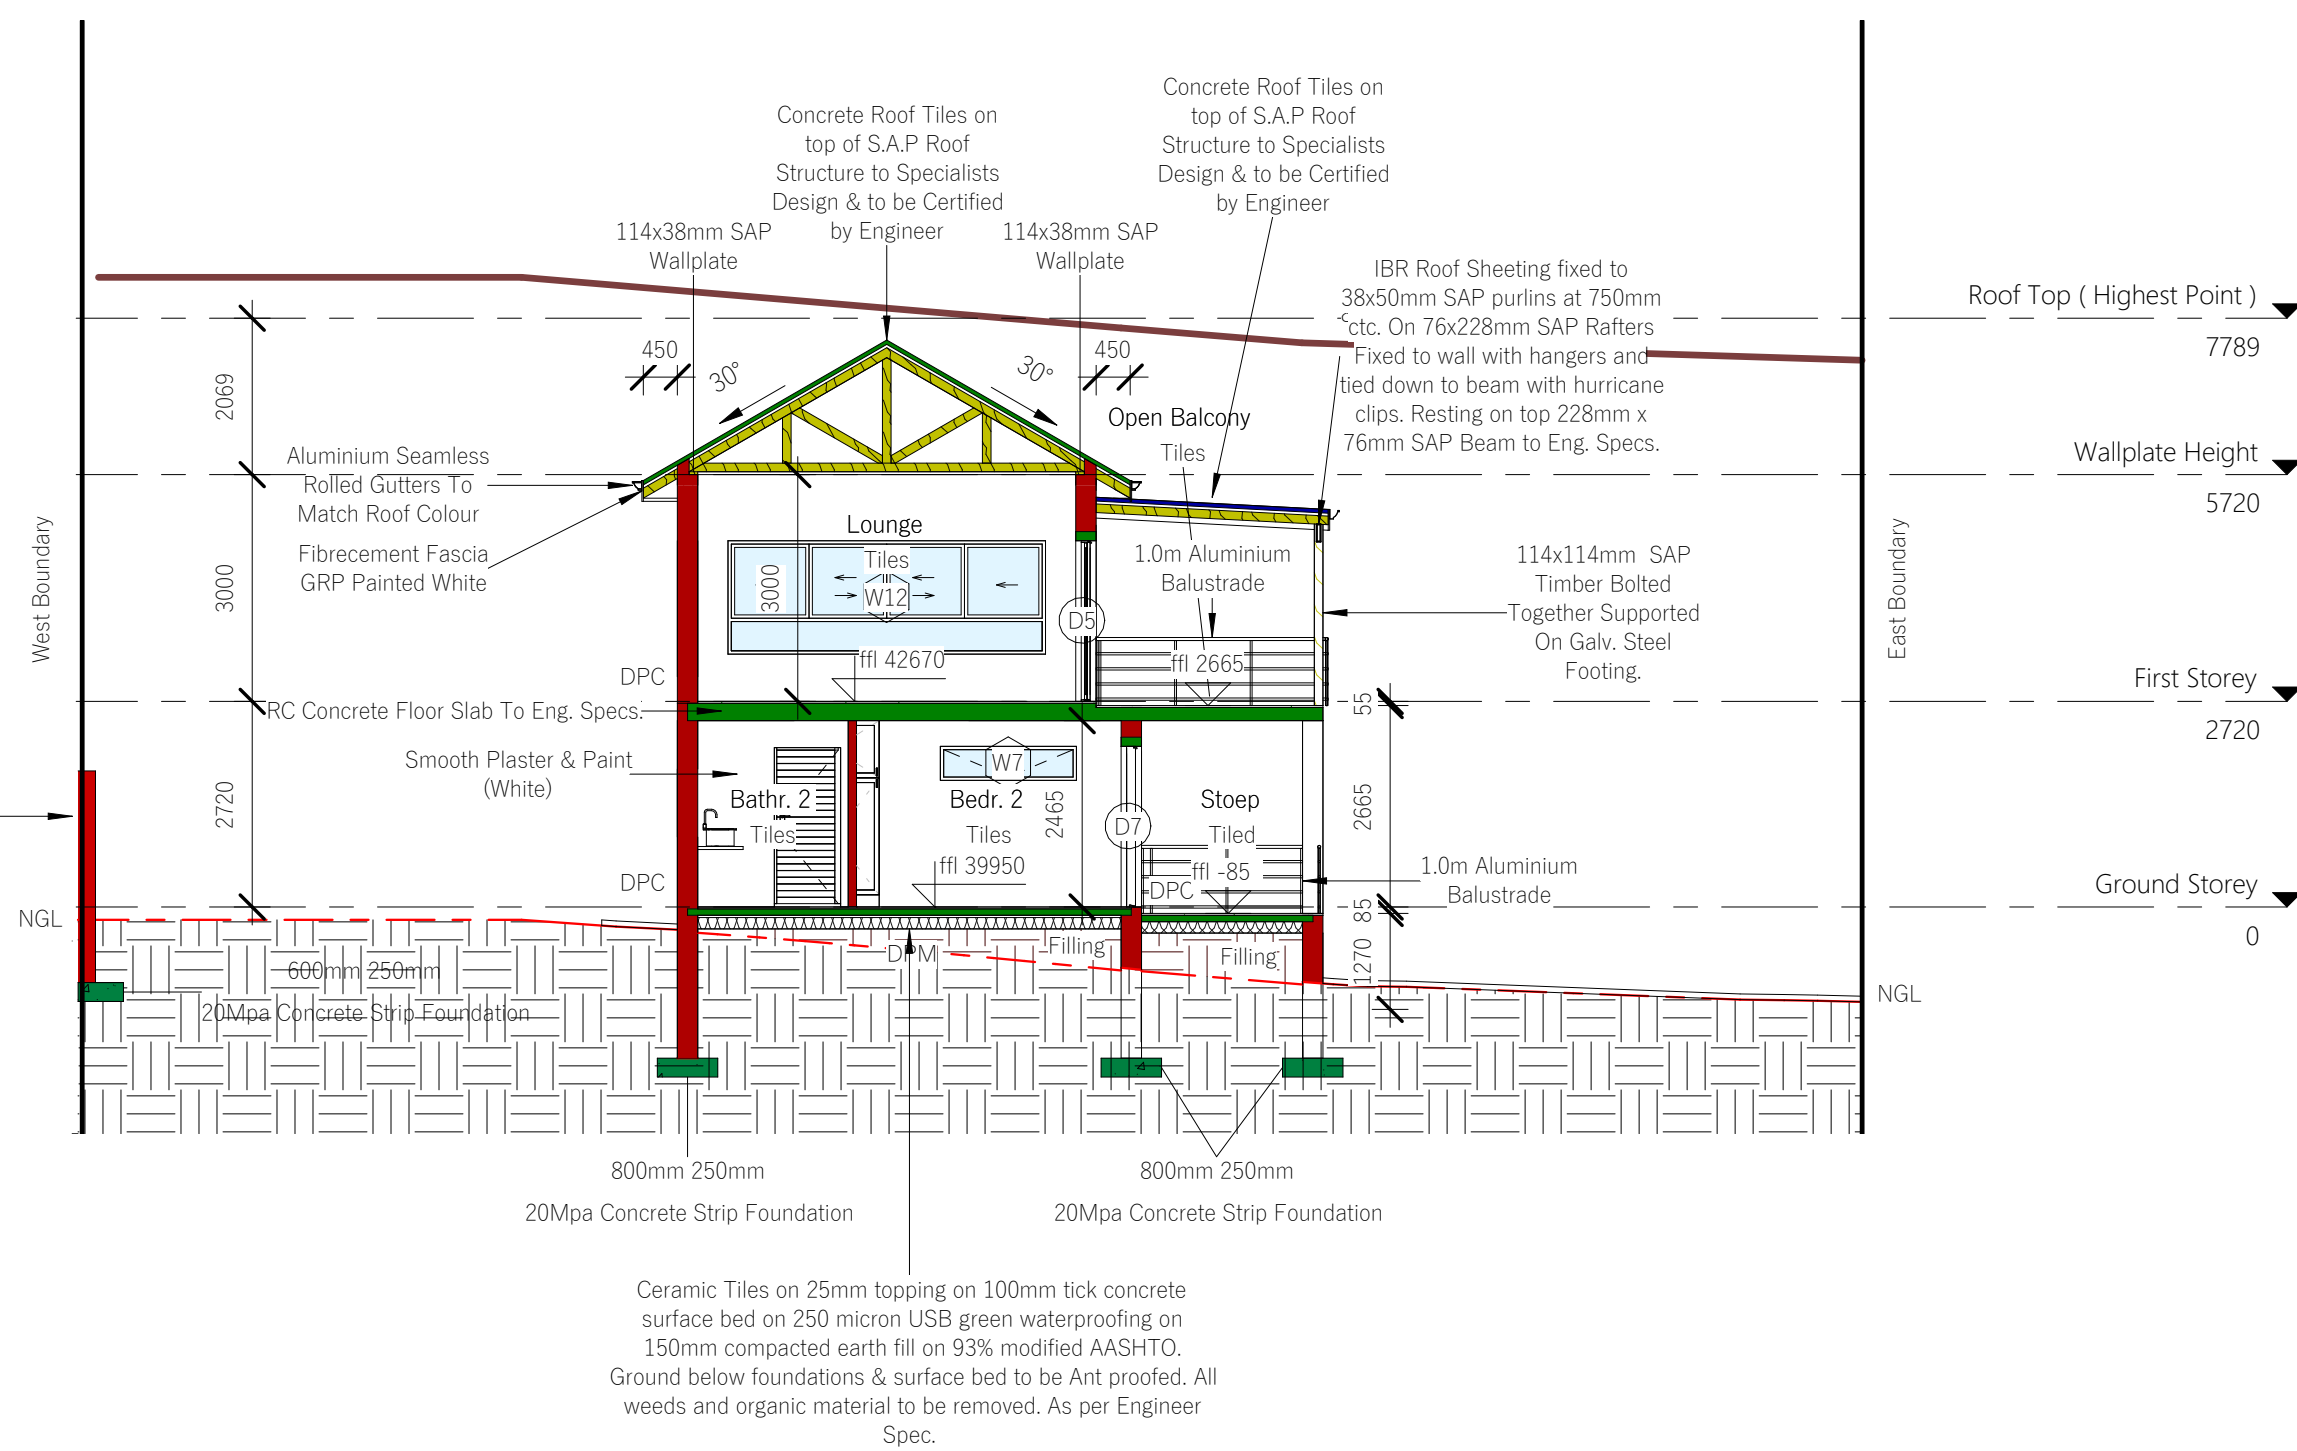 Concrete Roof Tiles on
top of S.A.P Roof
Structure to Specialists
Design & to be Certified
by Engineer
Concrete Roof Tiles on
top of S.A.P Roof
Structure to Specialists
Design & to be Certified
by Engineer
114x38mm SAP
Wallplate
114x38mm SAP
Wallplate
IBR Roof Sheeting fixed to
38x50mm SAP purlins at 750mm
ctc. On 76x228mm SAP Rafters
Fixed to wall with hangers and
tied down to beam with hurricane
clips. Resting on top 228mm x
76mm SAP Beam to Eng. Specs.
Roof Top ( Highest Point )
7789
450
30°
30°
450
2069
Open Balcony
Tiles
Wallplate Height
5720
Aluminium Seamless
Rolled Gutters To
Match Roof Colour
Fibrecement Fascia
GRP Painted White
West Boundary
3000
Lounge
Tiles
W12
3000
D5
1.0m Aluminium
Balustrade
114x114mm SAP
Timber Bolted
Together Supported
On Galv. Steel
Footing.
East Boundary
ffl 42670
ffl 2665
DPC
RC Concrete Floor Slab To Eng. Specs.
55
First Storey
2720
Smooth Plaster & Paint
(White)
2720
Bathr. 2
Tiles
W7
Bedr. 2
Tiles
2465
ffl 39950
D7
Stoep
Tiled
ffl -85
DPC
2665
1.0m Aluminium
Balustrade
DPC
Ground Storey
0
85
1270
NGL
DPM
Filling
Filling
NGL
600mm 250mm
20Mpa Concrete Strip Foundation
800mm 250mm
20Mpa Concrete Strip Foundation
800mm 250mm
20Mpa Concrete Strip Foundation
Ceramic Tiles on 25mm topping on 100mm tick concrete
surface bed on 250 micron USB green waterproofing on
150mm compacted earth fill on 93% modified AASHTO.
Ground below foundations & surface bed to be Ant proofed. All
weeds and organic material to be removed. As per Engineer
Spec.